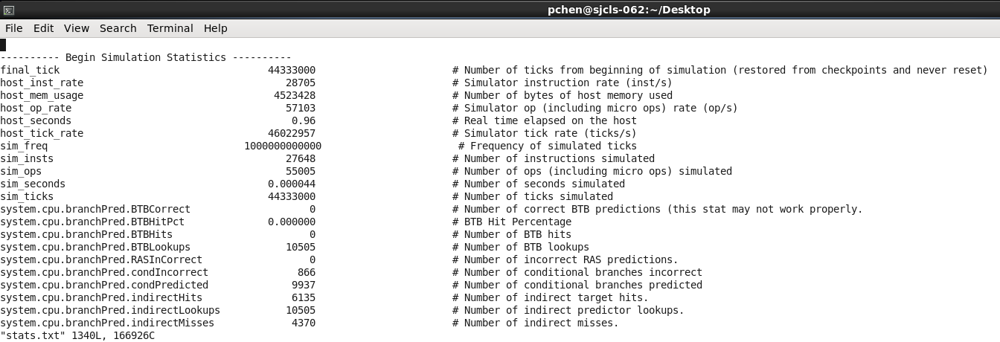 pchen@sjcls-062:~/Desktop
File Edit View Search Terminal Help
---------- Begin Simulation Statistics ----------
final_tick 44333000 # Number of ticks from beginning of simulation (restored from checkpoints and never reset)
host_inst_rate 28705 # Simulator instruction rate (inst/s)
host_mem_usage 4523428 # Number of bytes of host memory used
host_op_rate 57103 # Simulator op (including micro ops) rate (op/s)
host_seconds 0.96 # Real time elapsed on the host
host_tick_rate 46022957 # Simulator tick rate (ticks/s)
sim_freq 1000000000000 # Frequency of simulated ticks
sim_insts 27648 # Number of instructions simulated
sim_ops 55005 # Number of ops (including micro ops) simulated
sim_seconds 0.000044 # Number of seconds simulated
sim_ticks 44333000 # Number of ticks simulated
system.cpu.branchPred.BTBCorrect 0 # Number of correct BTB predictions (this stat may not work properly.
system.cpu.branchPred.BTBHitPct 0.000000 # BTB Hit Percentage
system.cpu.branchPred.BTBHits 0 # Number of BTB hits
system.cpu.branchPred.BTBLookups 10505 # Number of BTB lookups
system.cpu.branchPred.RASInCorrect 0 # Number of incorrect RAS predictions.
system.cpu.branchPred.condIncorrect 866 # Number of conditional branches incorrect
system.cpu.branchPred.condPredicted 9937 # Number of conditional branches predicted
system.cpu.branchPred.indirectHits 6135 # Number of indirect target hits.
system.cpu.branchPred.indirectLookups 10505 # Number of indirect predictor lookups.
system.cpu.branchPred.indirectMisses 4370 # Number of indirect misses.
"stats.txt" 1340L, 166926C